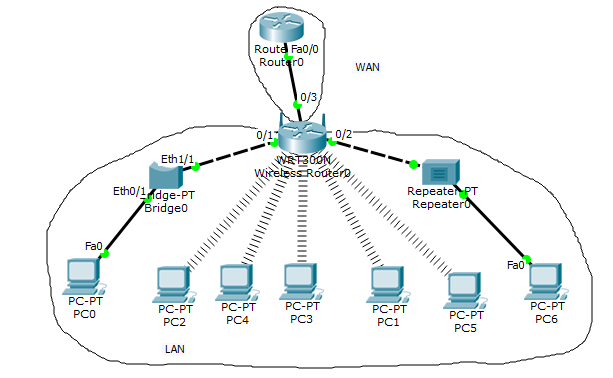 Route Fa0/0
Router0
WAN
0/3
0/1
0/2
WRT300N
Wireless Router0
Eth1/1
Eth0/1
Bridge0
Repeater-PT
Repeater0
Fa0
Fa0
PC-PT
PC0
PC-PT
PC2
PC-PT
PC4
PC-PT
PC3
PC-PT
PC1
PC-PT
PC5
PC-PT
PC6
LAN